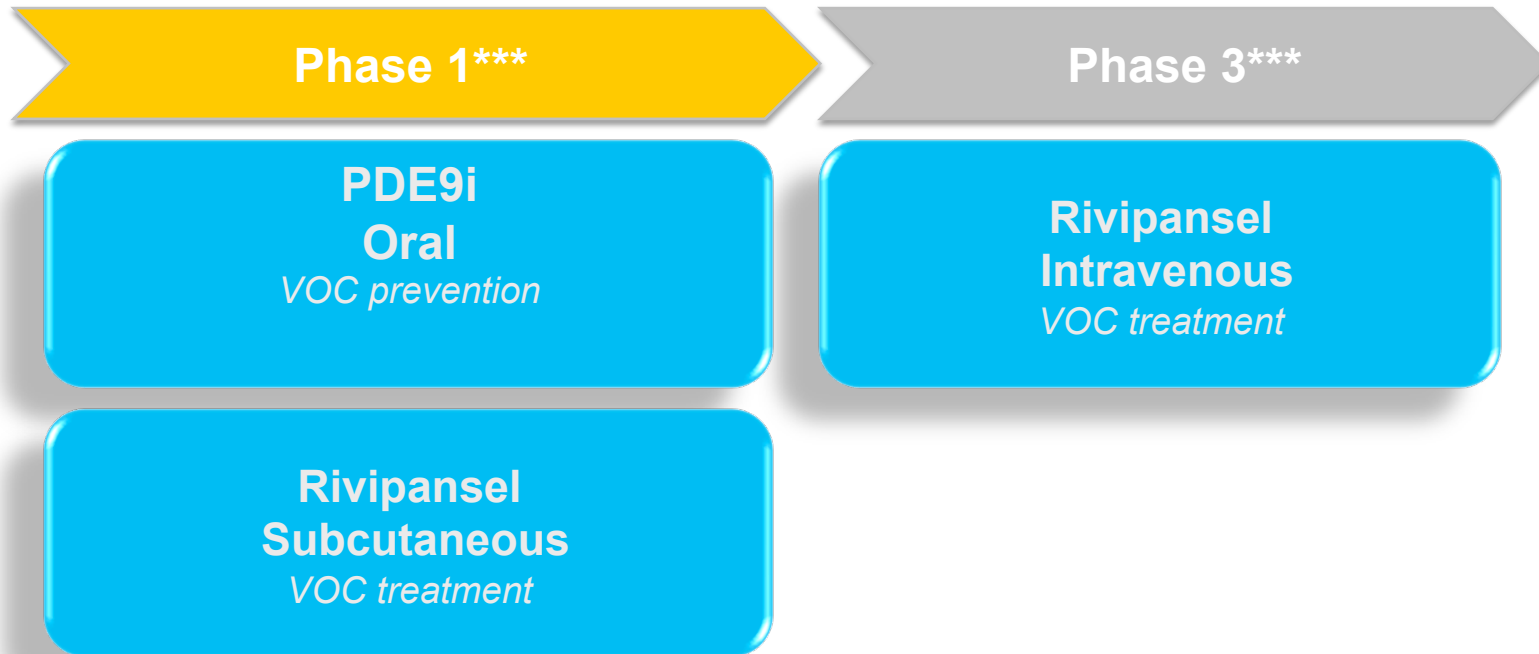 Phase 1***
Phase 3***
PDE9i
Oral
VOC prevention
Rivipansel
Intravenous
VOC treatment
Rivipansel
Subcutaneous
VOC treatment